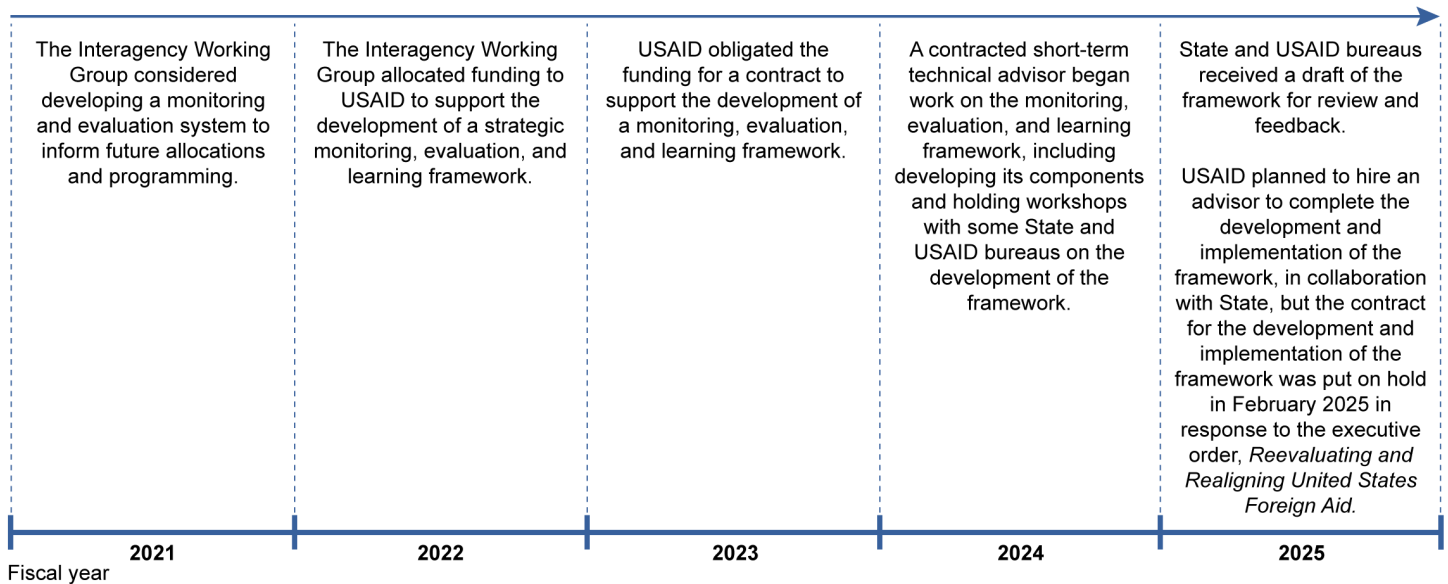 The Interagency Working
Group considered
developing a monitoring
and evaluation system to
inform future allocations
and programming.
The Interagency Working
Group allocated funding to
USAID to support the
development of a strategic
monitoring, evaluation, and
learning framework.
USAID obligated the
funding for a contract to
support the development of
a monitoring, evaluation,
and learning framework.
A contracted short-term
technical advisor began
work on the monitoring,
evaluation, and learning
framework, including
developing its components
and holding workshops
with some State and
USAID bureaus on the
development of the
framework.
State and USAID bureaus
received a draft of the
framework for review and
feedback.
USAID planned to hire an
advisor to complete the
development and
implementation of the
framework, in collaboration
with State, but the contract
for the development and
implementation of the
framework was put on hold
in February 2025 in
response to the executive
order, Reevaluating and
Realigning United States
Foreign Aid.
2021
2022
2023
2024
2025
Fiscal year